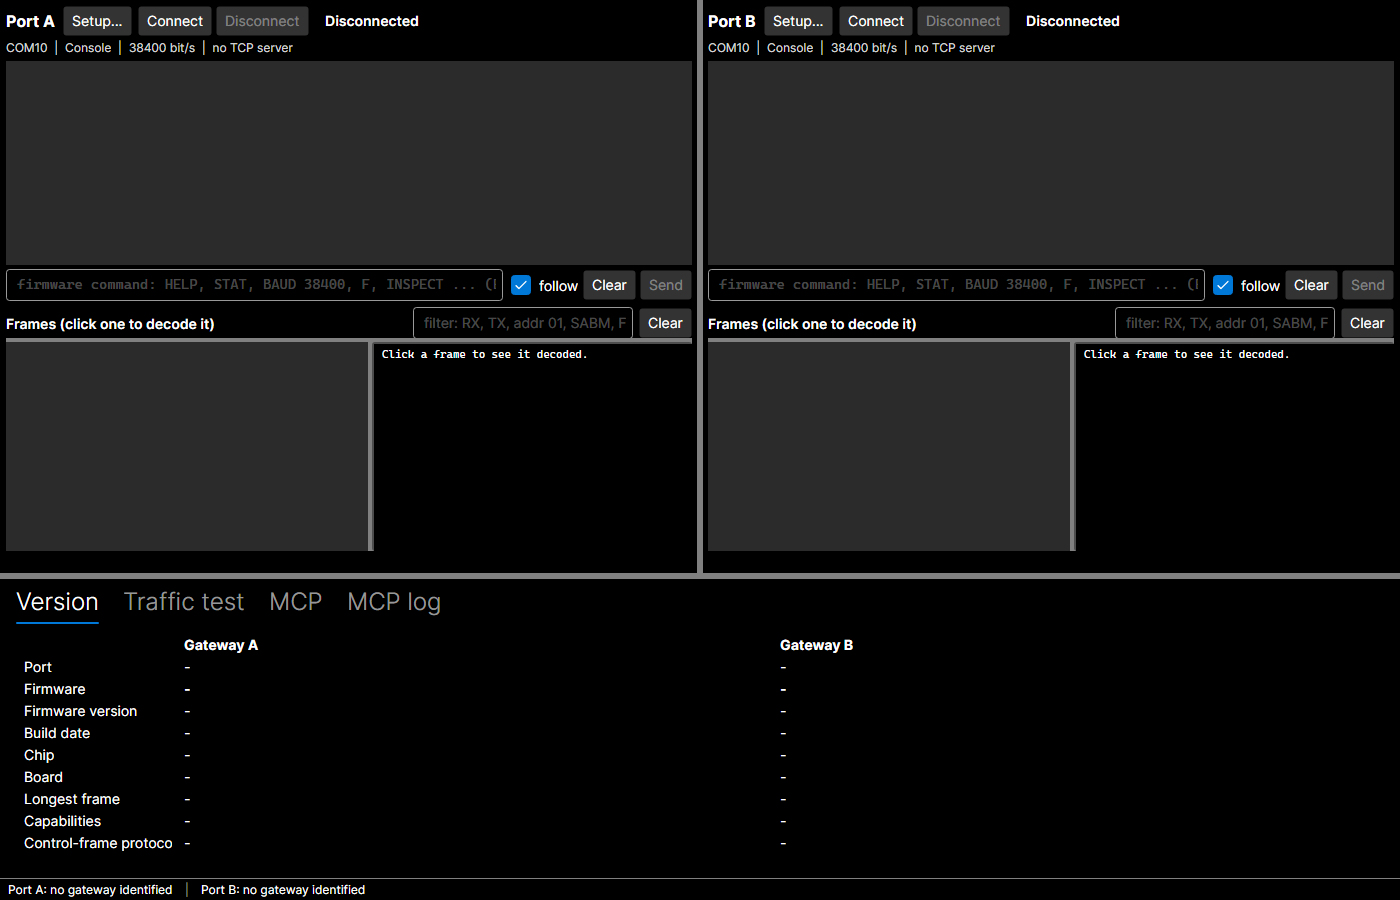 Port A Setup... Connect Disconnect Disconnected
COM10 | Console | 38400 bit/s | no TCP server
firmware command: HELP, STAT, BAUD 38400, F, INSPECT ... (
follow Clear Send
Frames (click one to decode it) filter: RX, TX, addr 01, SABM, F Clear
Click a frame to see it decoded.
Port B Setup... Connect Disconnect Disconnected
COM10 | Console | 38400 bit/s | no TCP server
firmware command: HELP, STAT, BAUD 38400, F, INSPECT ... (
follow Clear Send
Frames (click one to decode it) filter: RX, TX, addr 01, SABM, F Clear
Click a frame to see it decoded.
Version Traffic test MCP MCP log
Gateway A Gateway B
Port - -
Firmware - -
Firmware version - -
Build date - -
Chip - -
Board - -
Longest frame - -
Capabilities - -
Control-frame protoco - -
Port A: no gateway identified | Port B: no gateway identified